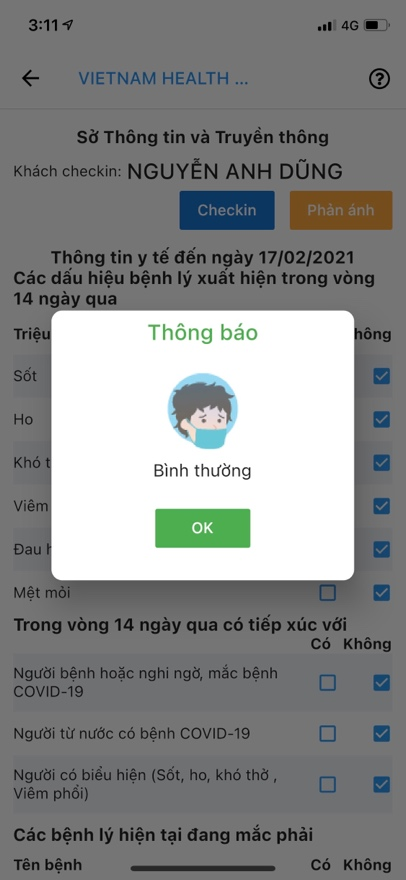 3:11
4G
VIETNAM HEALTH ...
Sở Thông tin và Truyền thông
Khách checkin: NGUYỄN ANH DŨNG
Checkin
Phản ánh
Thông tin y tế đến ngày 17/02/2021
Các dấu hiệu bệnh lý xuất hiện trong vòng
14 ngày qua
Triệu
hông
Thông báo
Sốt
Ho
Khó t
Bình thường
Viêm
OK
Đau h
Mệt mỏi
Trong vòng 14 ngày qua có tiếp xúc với
Có Không
Người bệnh hoặc nghi ngờ, mắc bệnh
COVID-19
Người từ nước có bệnh COVID-19
Người có biểu hiện (Sốt, ho, khó thở ,
Viêm phổi)
Các bệnh lý hiện tại đang mắc phải
Tên bệnh Có Không